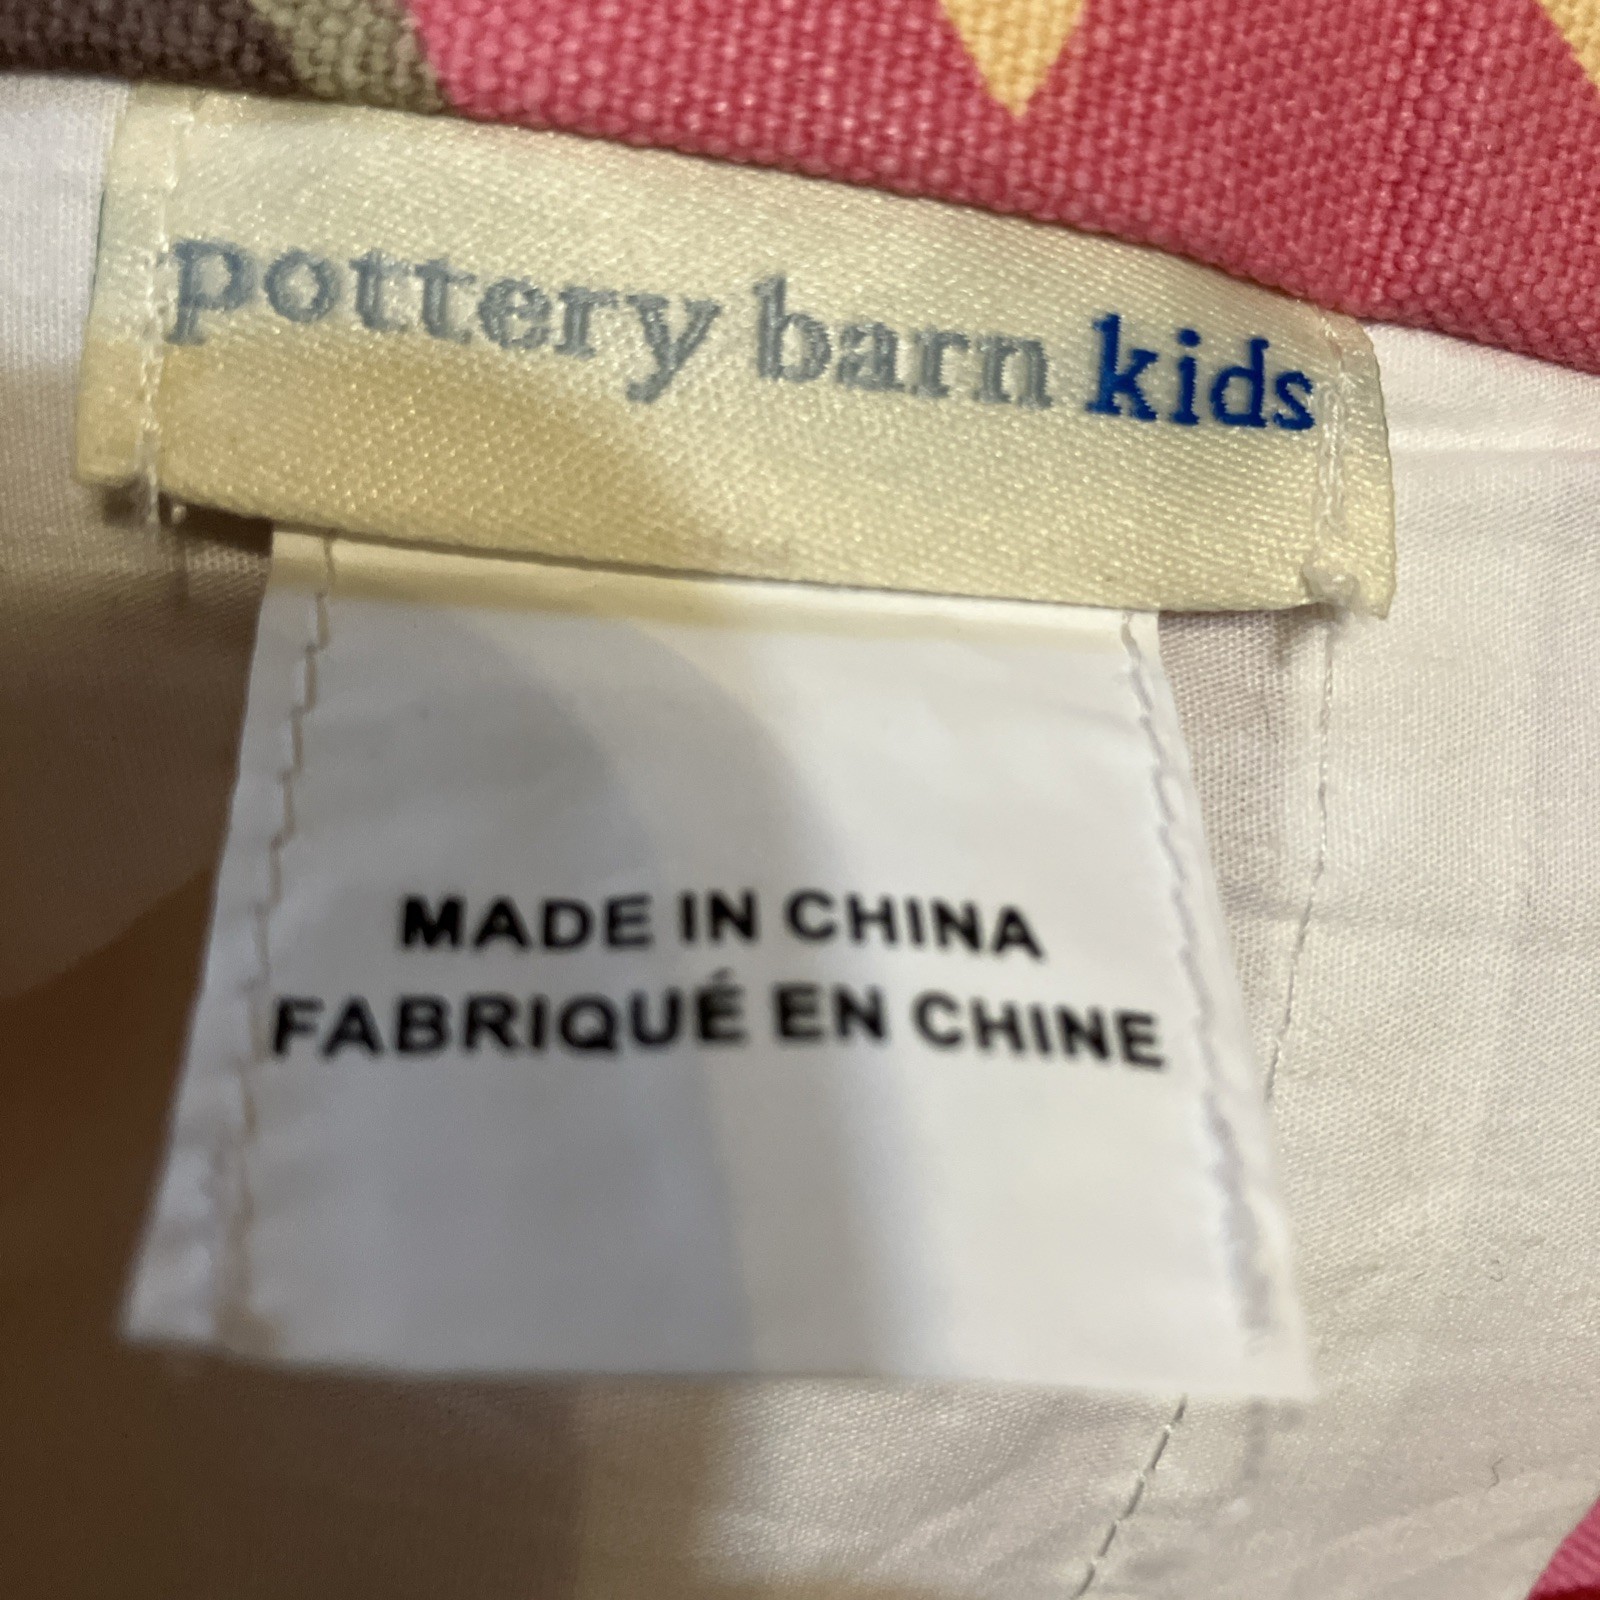 pottery barn kids
MADE IN CHINA
FABRIQUÉ EN CHINE